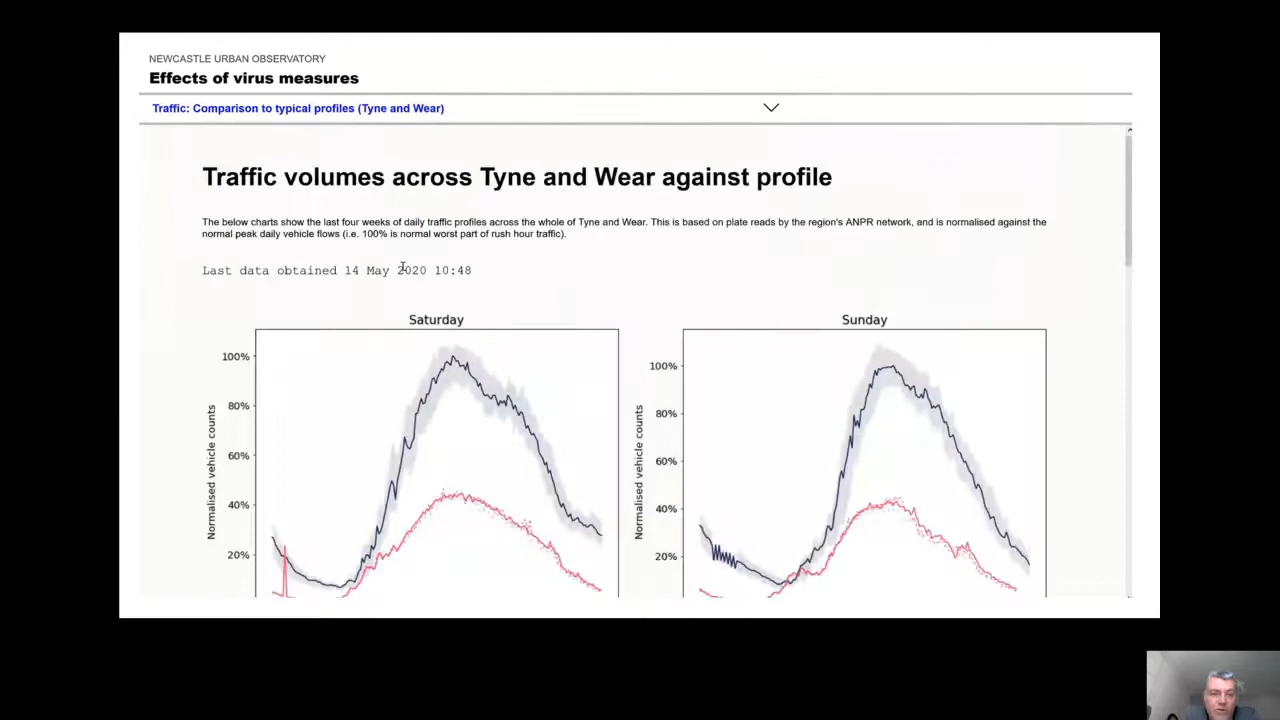 NEWCASTLE URBAN OBSERVATORY
Effects of virus measures
Traffic: Comparison to typical profiles (Tyne and Wear)
Traffic volumes across Tyne and Wear against profile
The below charts show the last four weeks of daily traffic profiles across the whole of Tyne and Wear. This is based on plate reads by the region's ANPR network, and is normalised against the
normal peak daily vehicle flows (i.e. 100% is normal worst part of rush hour traffic).
Last data obtained 14 May 2020 10:48
Saturday
100%
80%
60%
40%
20%
Normalised vehicle counts
Sunday
100%
80%
60%
40%
20%
Normalised vehicle counts